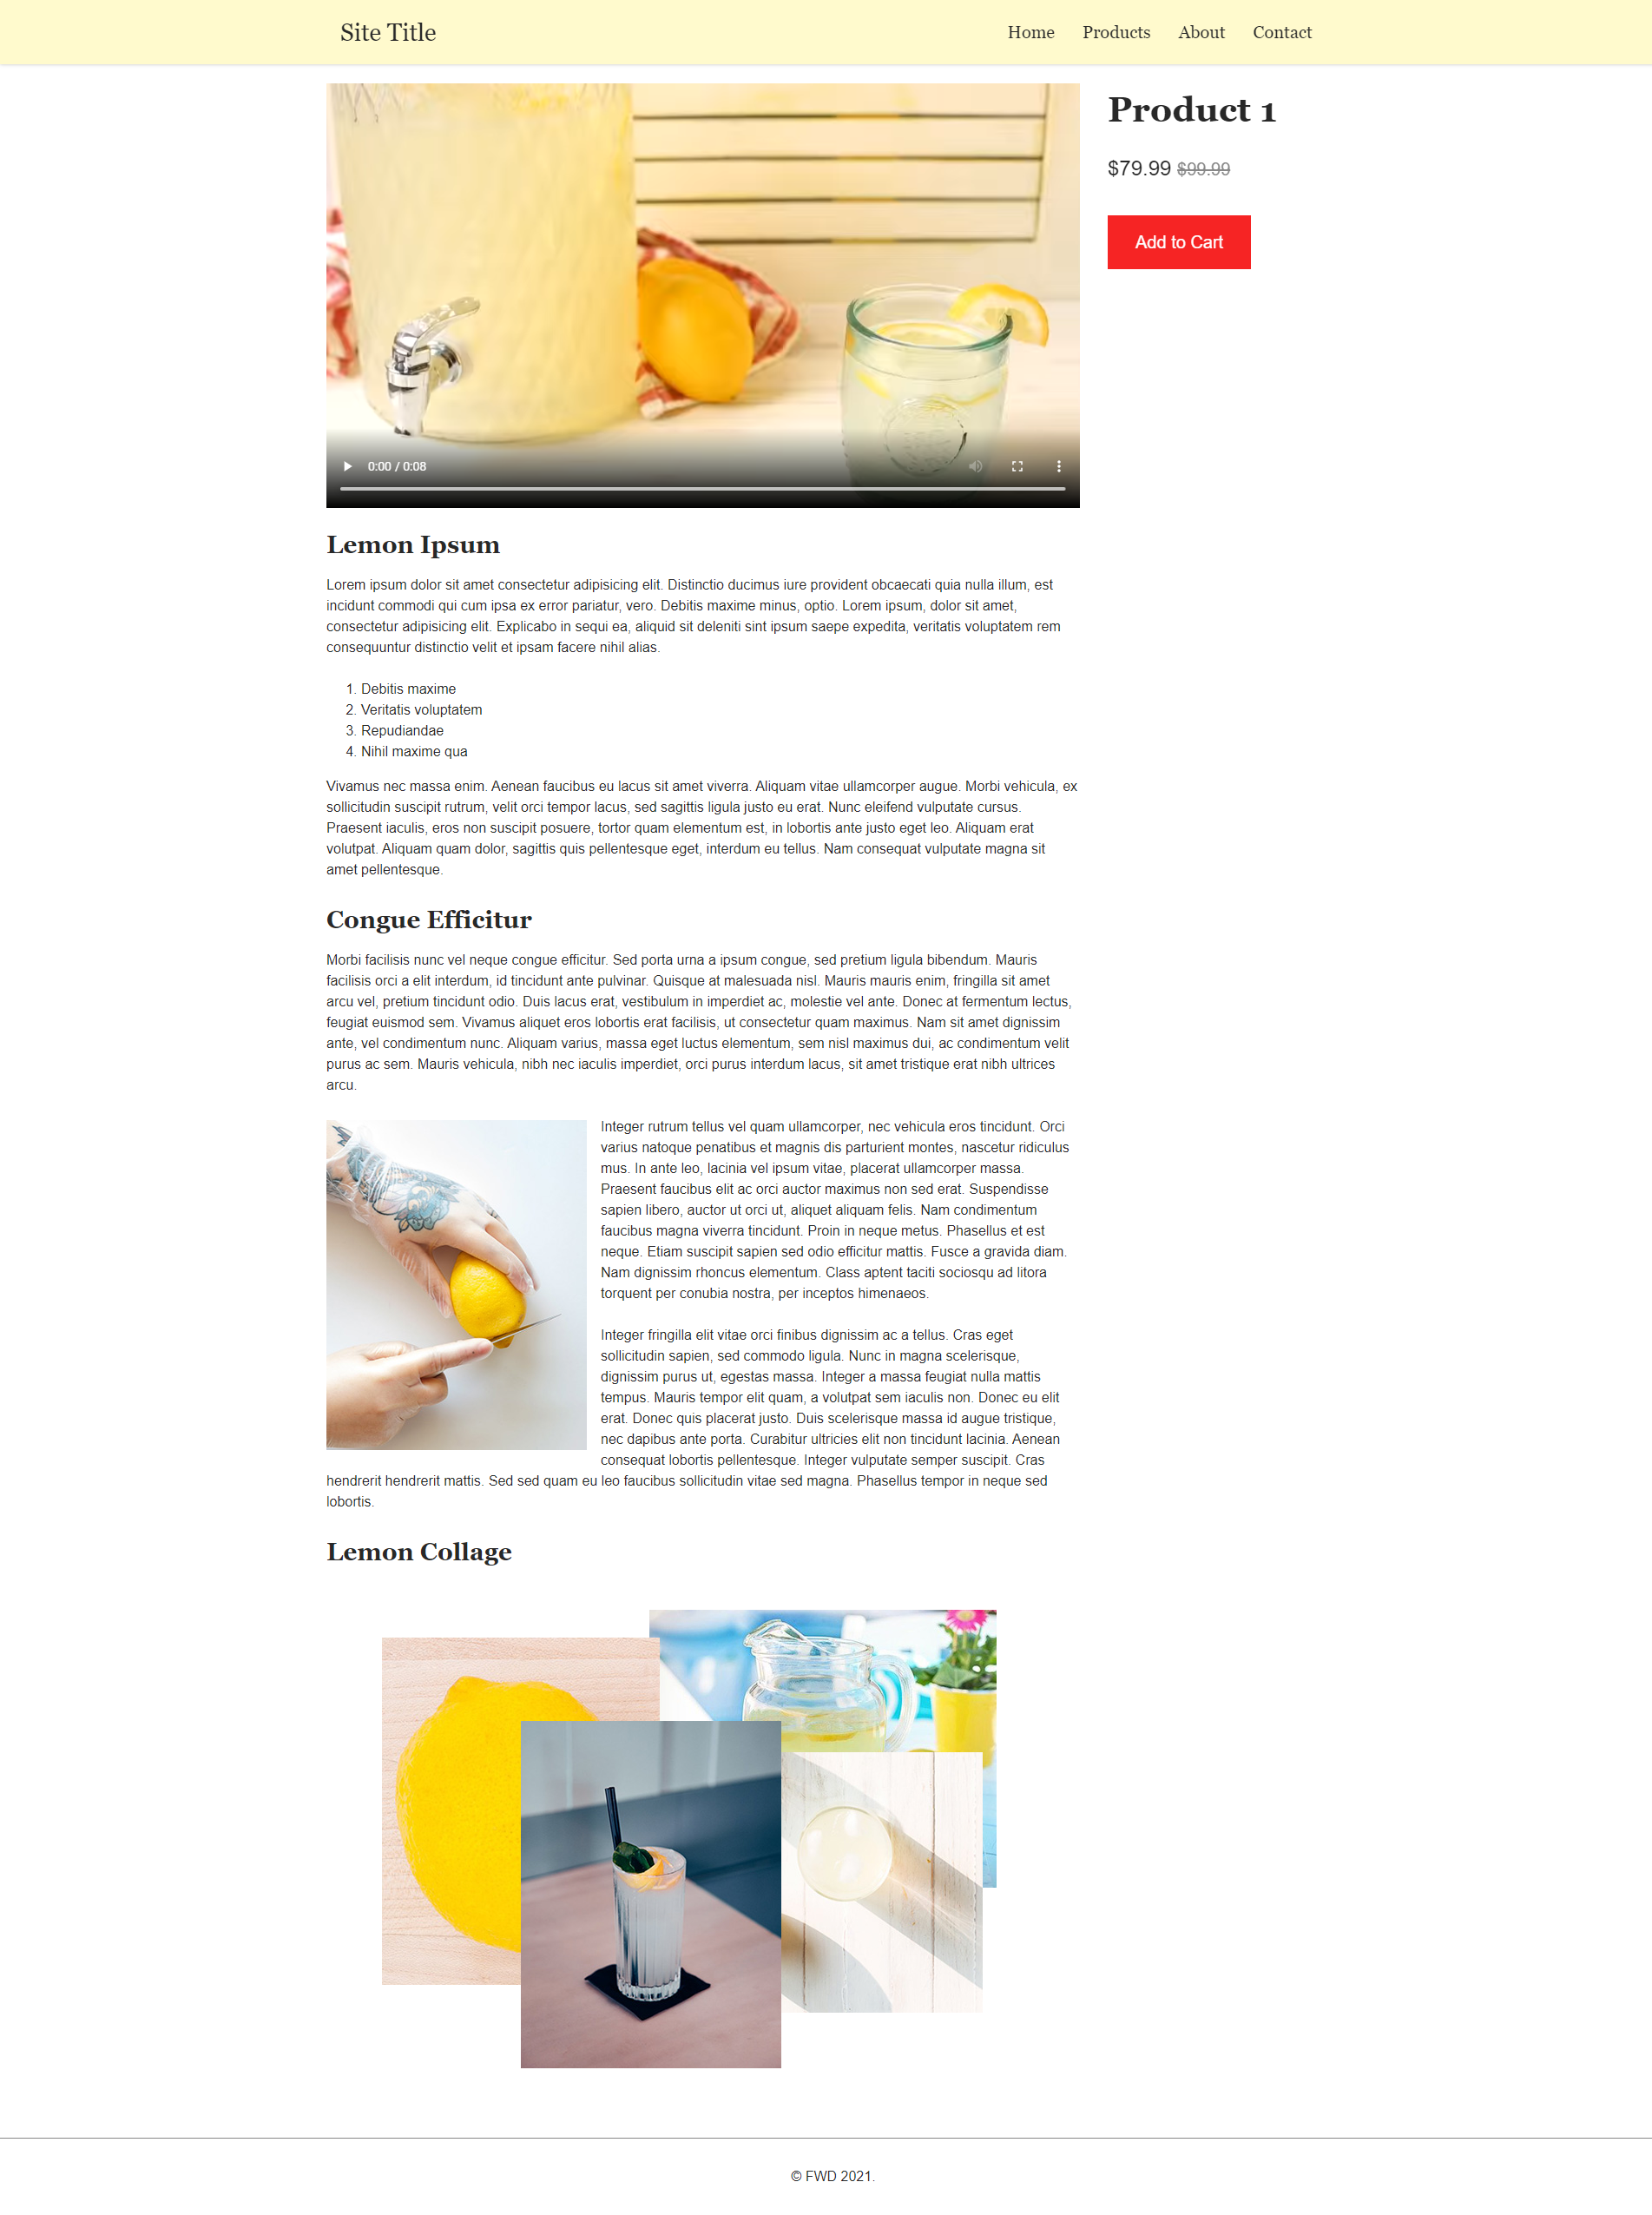 Site Title
Home Products About Contact
Product 1
$79.99 $99.99
Add to Cart
0:00 / 0:08
Lemon Ipsum
Lorem ipsum dolor sit amet consectetur adipisicing elit. Distinctio ducimus iure provident obcaecati quia nulla illum, est
incidunt commodi qui cum ipsa ex error pariatur, vero. Debitis maxime minus, optio. Lorem ipsum, dolor sit amet,
consectetur adipisicing elit. Explicabo in sequi ea, aliquid sit deleniti sint ipsum saepe expedita, veritatis voluptatem rem
consequuntur distinctio velit et ipsam facere nihil alias.
1. Debitis maxime
2. Veritatis voluptatem
3. Repudiandae
4. Nihil maxime qua
Vivamus nec massa enim. Aenean faucibus eu lacus sit amet viverra. Aliquam vitae ullamcorper augue. Morbi vehicula, ex
sollicitudin suscipit rutrum, velit orci tempor lacus, sed sagittis ligula justo eu erat. Nunc eleifend vulputate cursus.
Praesent iaculis, eros non suscipit posuere, tortor quam elementum est, in lobortis ante justo eget leo. Aliquam erat
volutpat. Aliquam quam dolor, sagittis quis pellentesque eget, interdum eu tellus. Nam consequat vulputate magna sit
amet pellentesque.
Congue Efficitur
Morbi facilisis nunc vel neque congue efficitur. Sed porta urna a ipsum congue, sed pretium ligula bibendum. Mauris
facilisis orci a elit interdum, id tincidunt ante pulvinar. Quisque at malesuada nisl. Mauris mauris enim, fringilla sit amet
arcu vel, pretium tincidunt odio. Duis lacus erat, vestibulum in imperdiet ac, molestie vel ante. Donec at fermentum lectus,
feugiat euismod sem. Vivamus aliquet eros lobortis erat facilisis, ut consectetur quam maximus. Nam sit amet dignissim
ante, vel condimentum nunc. Aliquam varius, massa eget luctus elementum, sem nisl maximus dui, ac condimentum velit
purus ac sem. Mauris vehicula, nibh nec iaculis imperdiet, orci purus interdum lacus, sit amet tristique erat nibh ultrices
arcu.
Integer rutrum tellus vel quam ullamcorper, nec vehicula eros tincidunt. Orci
varius natoque penatibus et magnis dis parturient montes, nascetur ridiculus
mus. In ante leo, lacinia vel ipsum vitae, placerat ullamcorper massa.
Praesent faucibus elit ac orci auctor maximus non sed erat. Suspendisse
sapien libero, auctor ut orci ut, aliquet aliquam felis. Nam condimentum
faucibus magna viverra tincidunt. Proin in neque metus. Phasellus et est
neque. Etiam suscipit sapien sed odio efficitur mattis. Fusce a gravida diam.
Nam dignissim rhoncus elementum. Class aptent taciti sociosqu ad litora
torquent per conubia nostra, per inceptos himenaeos.
Integer fringilla elit vitae orci finibus dignissim ac a tellus. Cras eget
sollicitudin sapien, sed commodo ligula. Nunc in magna scelerisque,
dignissim purus ut, egestas massa. Integer a massa feugiat nulla mattis
tempus. Mauris tempor elit quam, a volutpat sem iaculis non. Donec eu elit
erat. Donec quis placerat justo. Duis scelerisque massa id augue tristique,
nec dapibus ante porta. Curabitur ultricies elit non tincidunt lacinia. Aenean
consequat lobortis pellentesque. Integer vulputate semper suscipit. Cras
hendrerit hendrerit mattis. Sed sed quam eu leo faucibus sollicitudin vitae sed magna. Phasellus tempor in neque sed
lobortis.
Lemon Collage
© FWD 2021.